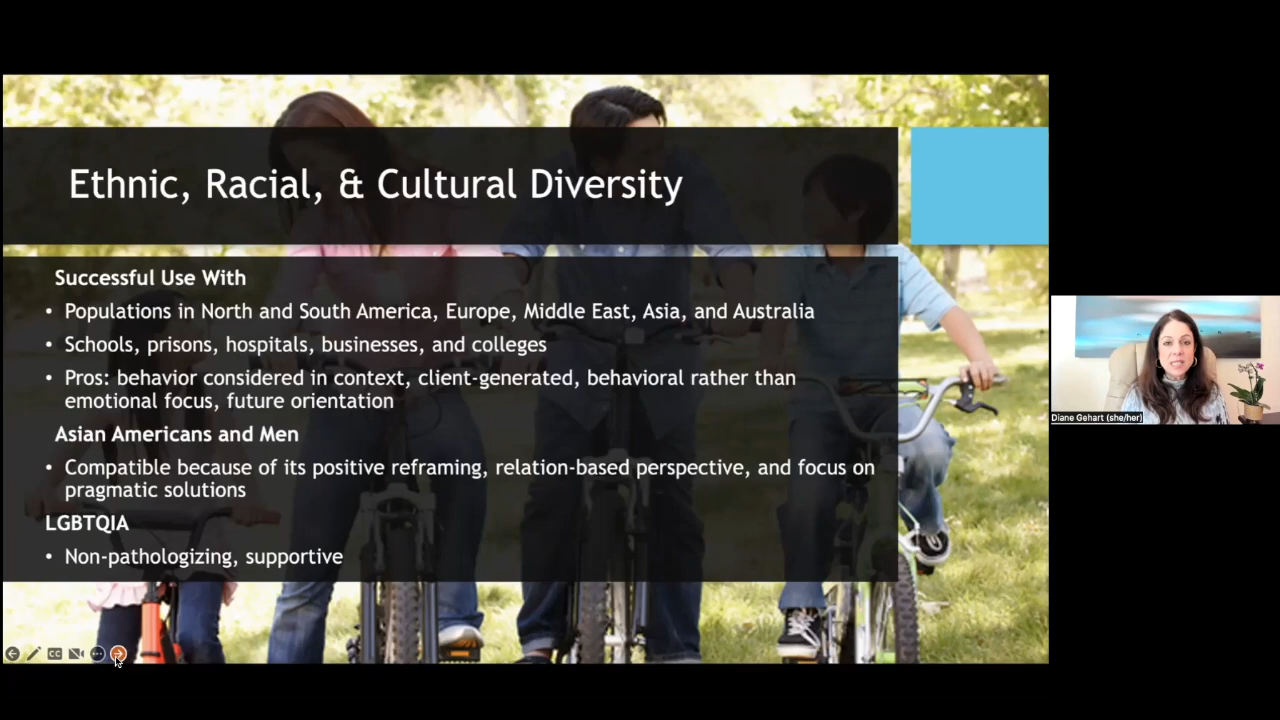 Ethnic, Racial, & Cultural Diversity
Successful Use With
• Populations in North and South America, Europe, Middle East, Asia, and Australia
• Schools, prisons, hospitals, businesses, and colleges
• Pros: behavior considered in context, client-generated, behavioral rather than
emotional focus, future orientation
Asian Americans and Men
• Compatible because of its positive reframing, relation-based perspective, and focus on
pragmatic solutions
LGBTQIA
• Non-pathologizing, supportive
Diane Gehart (she/her)
CC